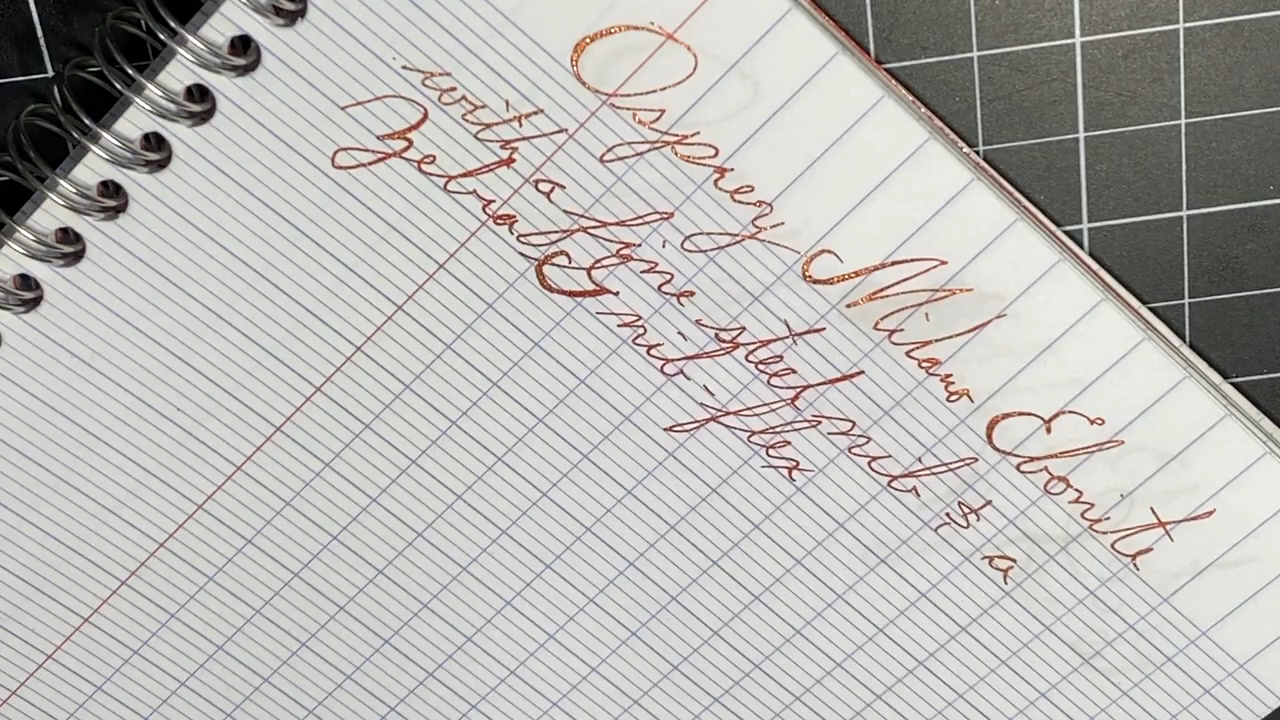 Osprey Milano Ebonite
with a fine steel nib & a
Zebra G nib - flex